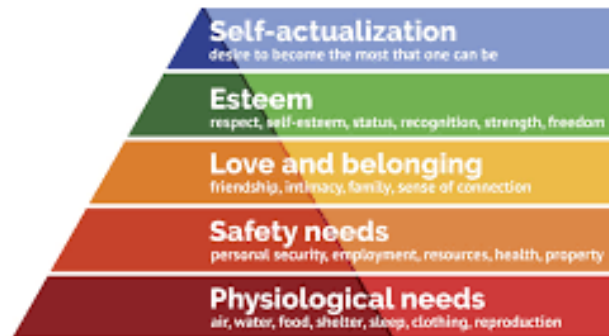 Self-actualization
desire to become the most that one can be
Esteem
respect, self-esteem, status, recognition, strength, freedom
Love and belonging
friendship, intimacy, family, sense of connection
Safety needs
personal security, employment, resources, health, property
Physiological needs
air, water, food, shelter, sleep, clothing, reproduction